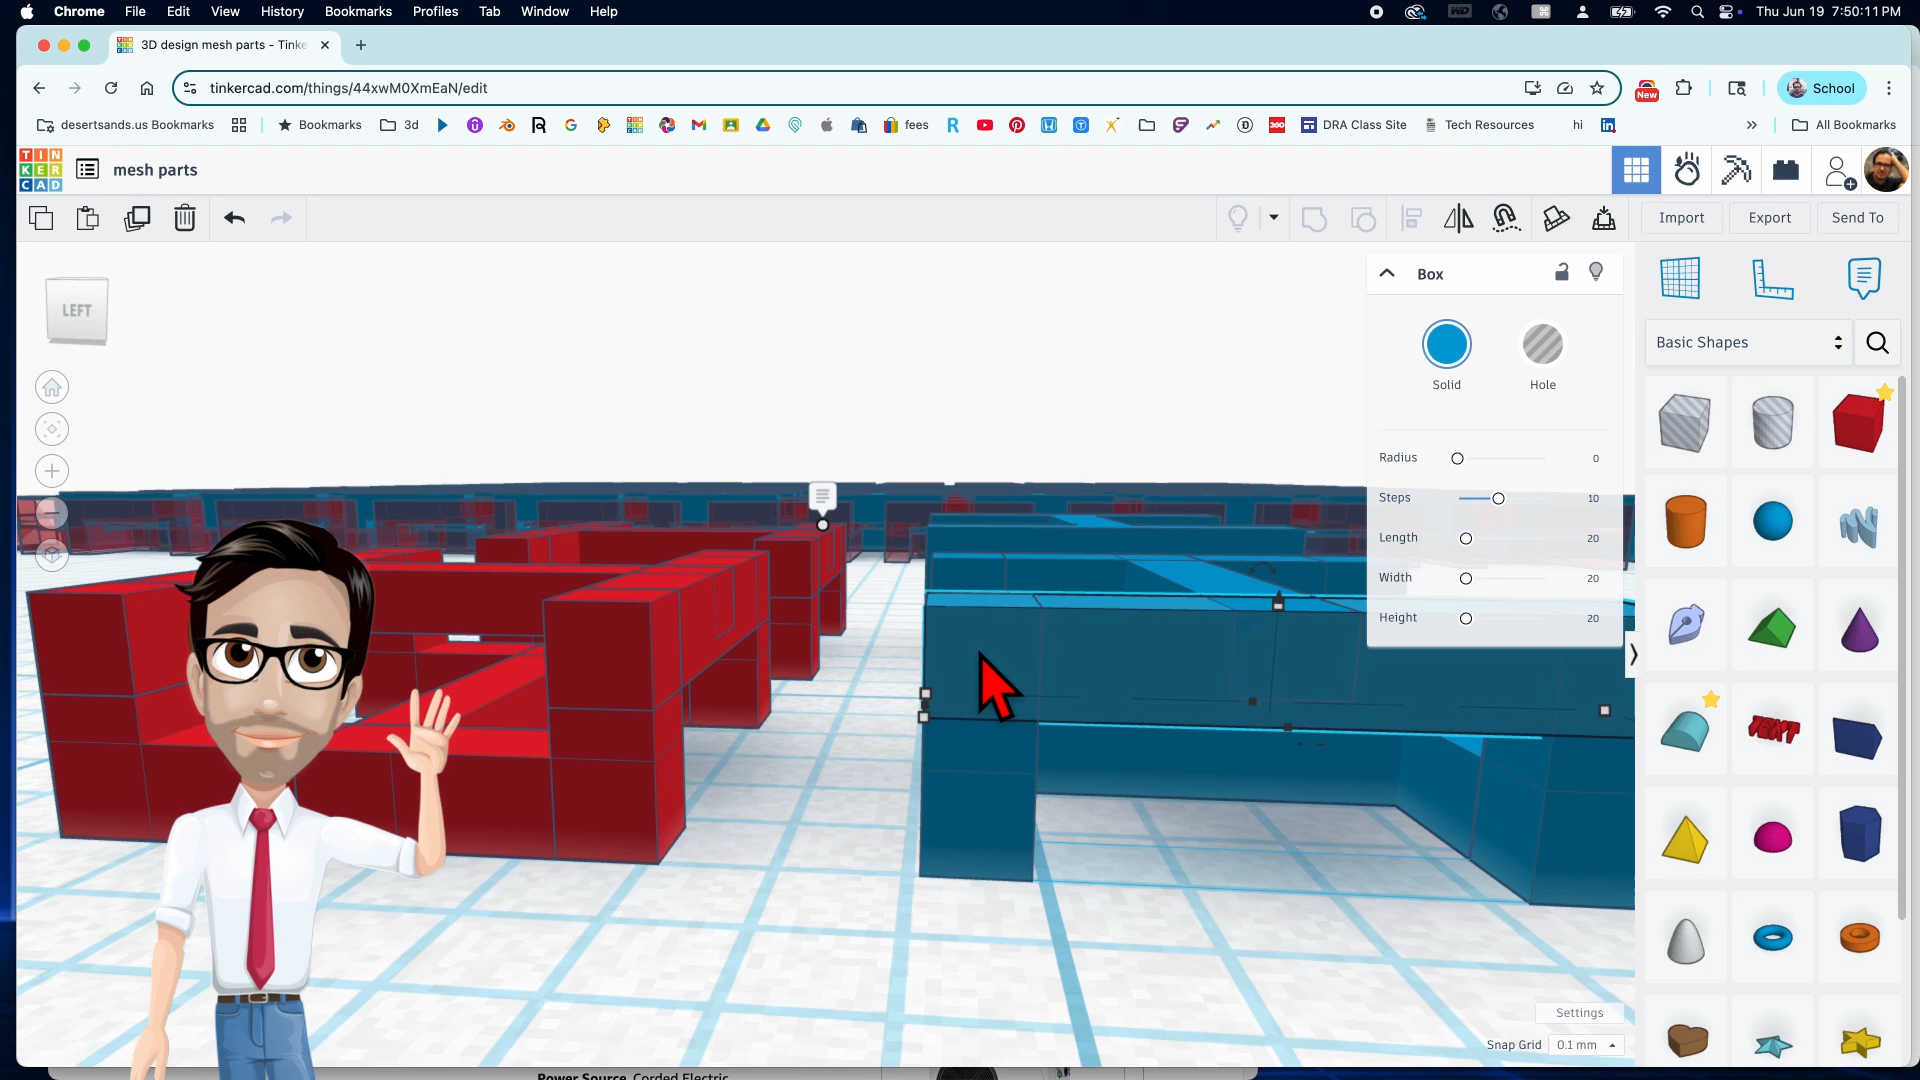 Chrome File Edit View History Bookmarks Profiles Tab Window Help
WD
Thu Jun 19 7:50:11 PM
3D design mesh parts - Tinke
tinkercad.com/things/44xwM0XmEaN/edit
New
School
desertsands.us Bookmarks
Bookmarks
3d
fees
360
DRA Class Site
Tech Resources
hi
All Bookmarks
TIN
KER
CAD
mesh parts
Import
Export
Send To
LEFT
Box
Solid
Hole
Radius 0
Steps 10
Length 20
Width 20
Height 20
Basic Shapes
TEXT
Settings
Snap Grid 0.1 mm
Power Source Corded Electric